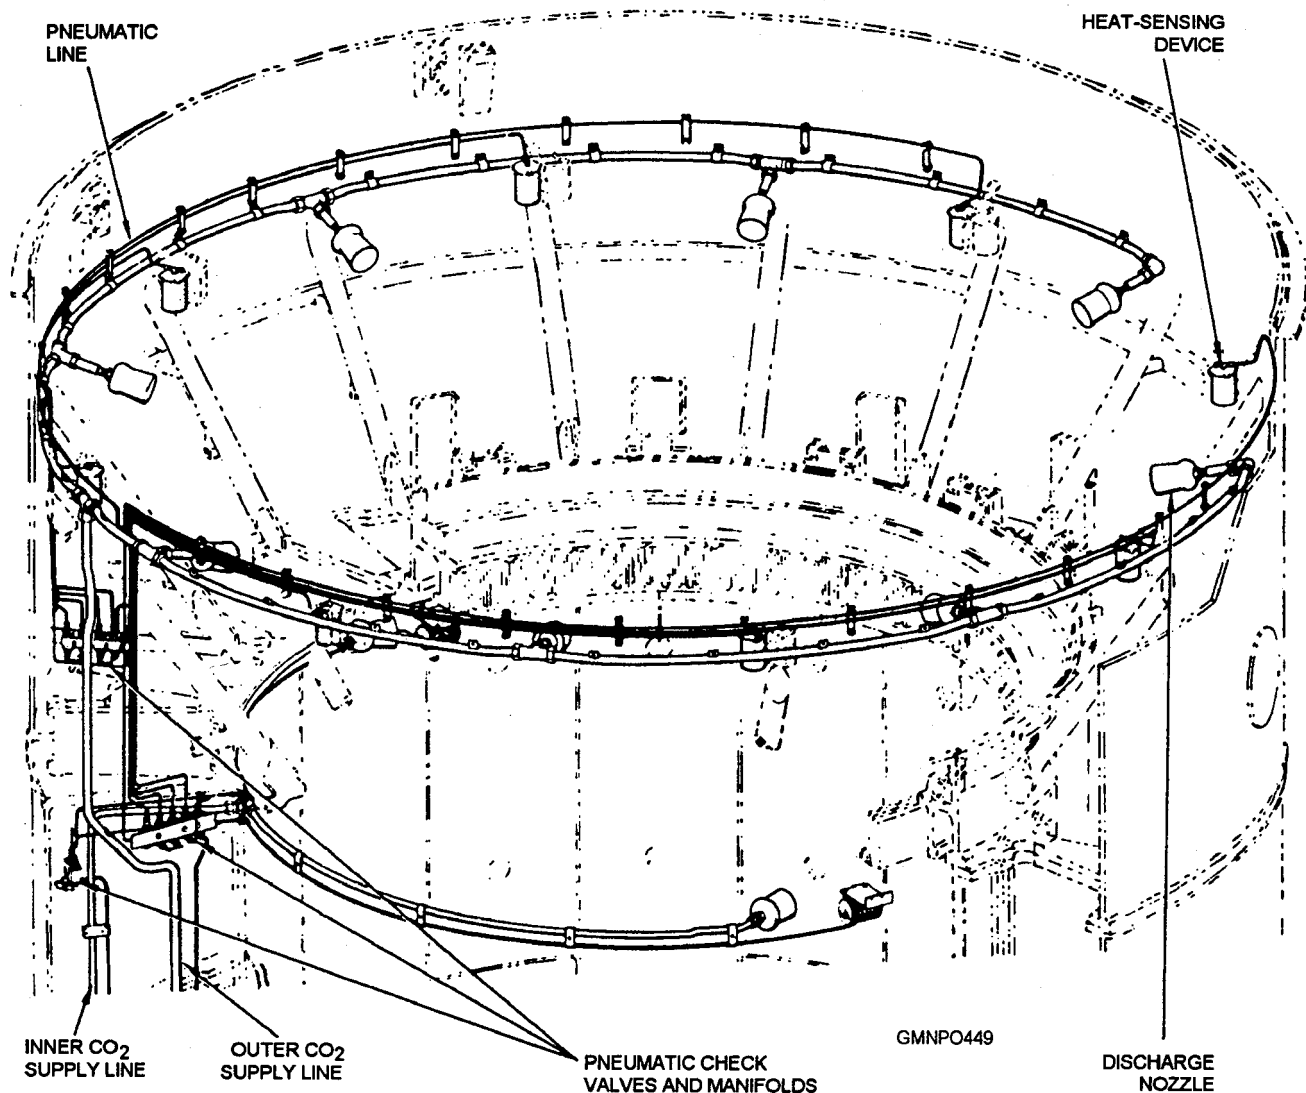 PNEUMATIC
LINE
HEAT-SENSING
DEVICE
INNER CO2
SUPPLY LINE
OUTER CO2
SUPPLY LINE
PNEUMATIC CHECK
VALVES AND MANIFOLDS
GMNPO449
DISCHARGE
NOZZLE